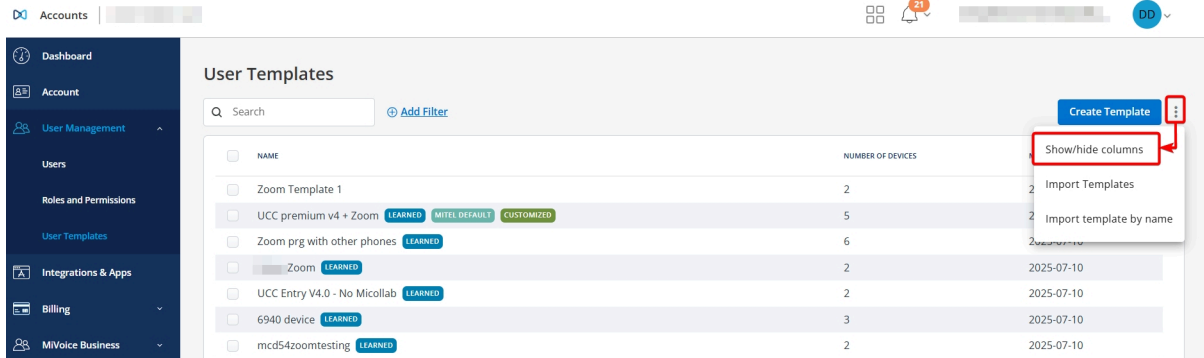 Accounts
21
DD
Dashboard
Account
User Management
Users
Roles and Permissions
User Templates
Integrations & Apps
Billing
MiVoice Business
User Templates
Search
Add Filter
Create Template
Show/hide columns
Import Templates
Import template by name
NAME NUMBER OF DEVICES
Zoom Template 1 2
UCC premium v4 + Zoom LEARNED MITEL DEFAULT CUSTOMIZED 5
Zoom prg with other phones LEARNED 6 2025-07-10
Zoom LEARNED 2 2025-07-10
UCC Entry V4.0 - No Micollab LEARNED 2 2025-07-10
6940 device LEARNED 3 2025-07-10
mcd54zoomtesting LEARNED 2 2025-07-10